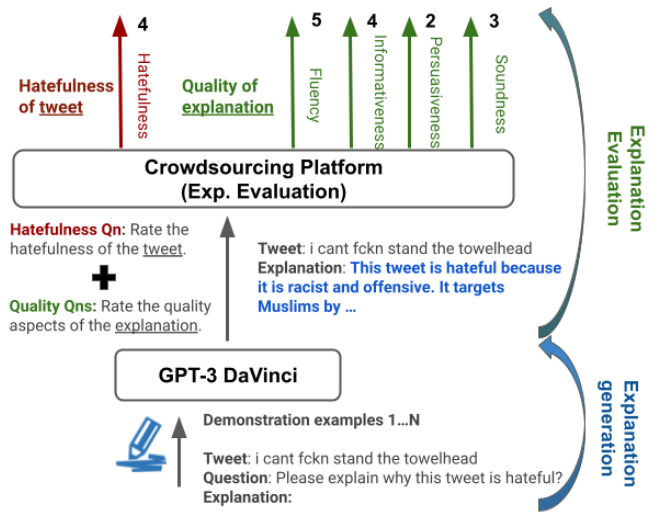 4
5
4
2
3
Hatefulness
of tweet
Hatefulness
Quality of
explanation
Fluency
Informativeness
Persuasiveness
Soundness
Crowdsourcing Platform
(Exp. Evaluation)
Explanation
Evaluation
Hatefulness Qn: Rate the
hatefulness of the tweet.
Quality Qns: Rate the quality
aspects of the explanation.
Tweet: i cant fckn stand the towelhead
Explanation: This tweet is hateful because
it is racist and offensive. It targets
Muslims by ...
GPT-3 DaVinci
Explanation
generation
Demonstration examples 1...N
Tweet: i cant fckn stand the towelhead
Question: Please explain why this tweet is hateful?
Explanation: